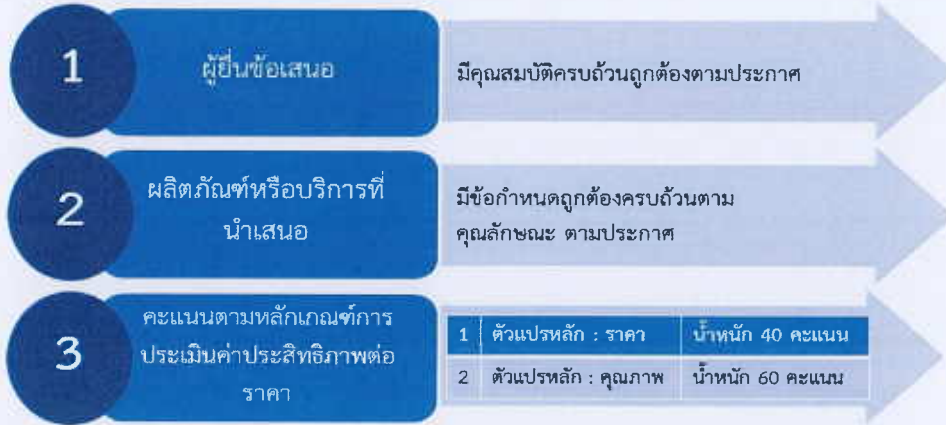 1
ผู้ยื่นข้อเสนอ
มีคุณสมบัติครบถ้วนถูกต้องตามประกาศ
2
ผลิตภัณฑ์หรือบริการที่
นำเสนอ
มีข้อกำหนดถูกต้องครบถ้วนตาม
คุณลักษณะ ตามประกาศ
3
คะแนนตามหลักเกณฑ์การ
ประเมินค่าประสิทธิภาพต่อ
ราคา
1 ตัวแปรหลัก : ราคา น้ำหนัก 40 คะแนน
2 ตัวแปรหลัก : คุณภาพ น้ำหนัก 60 คะแนน